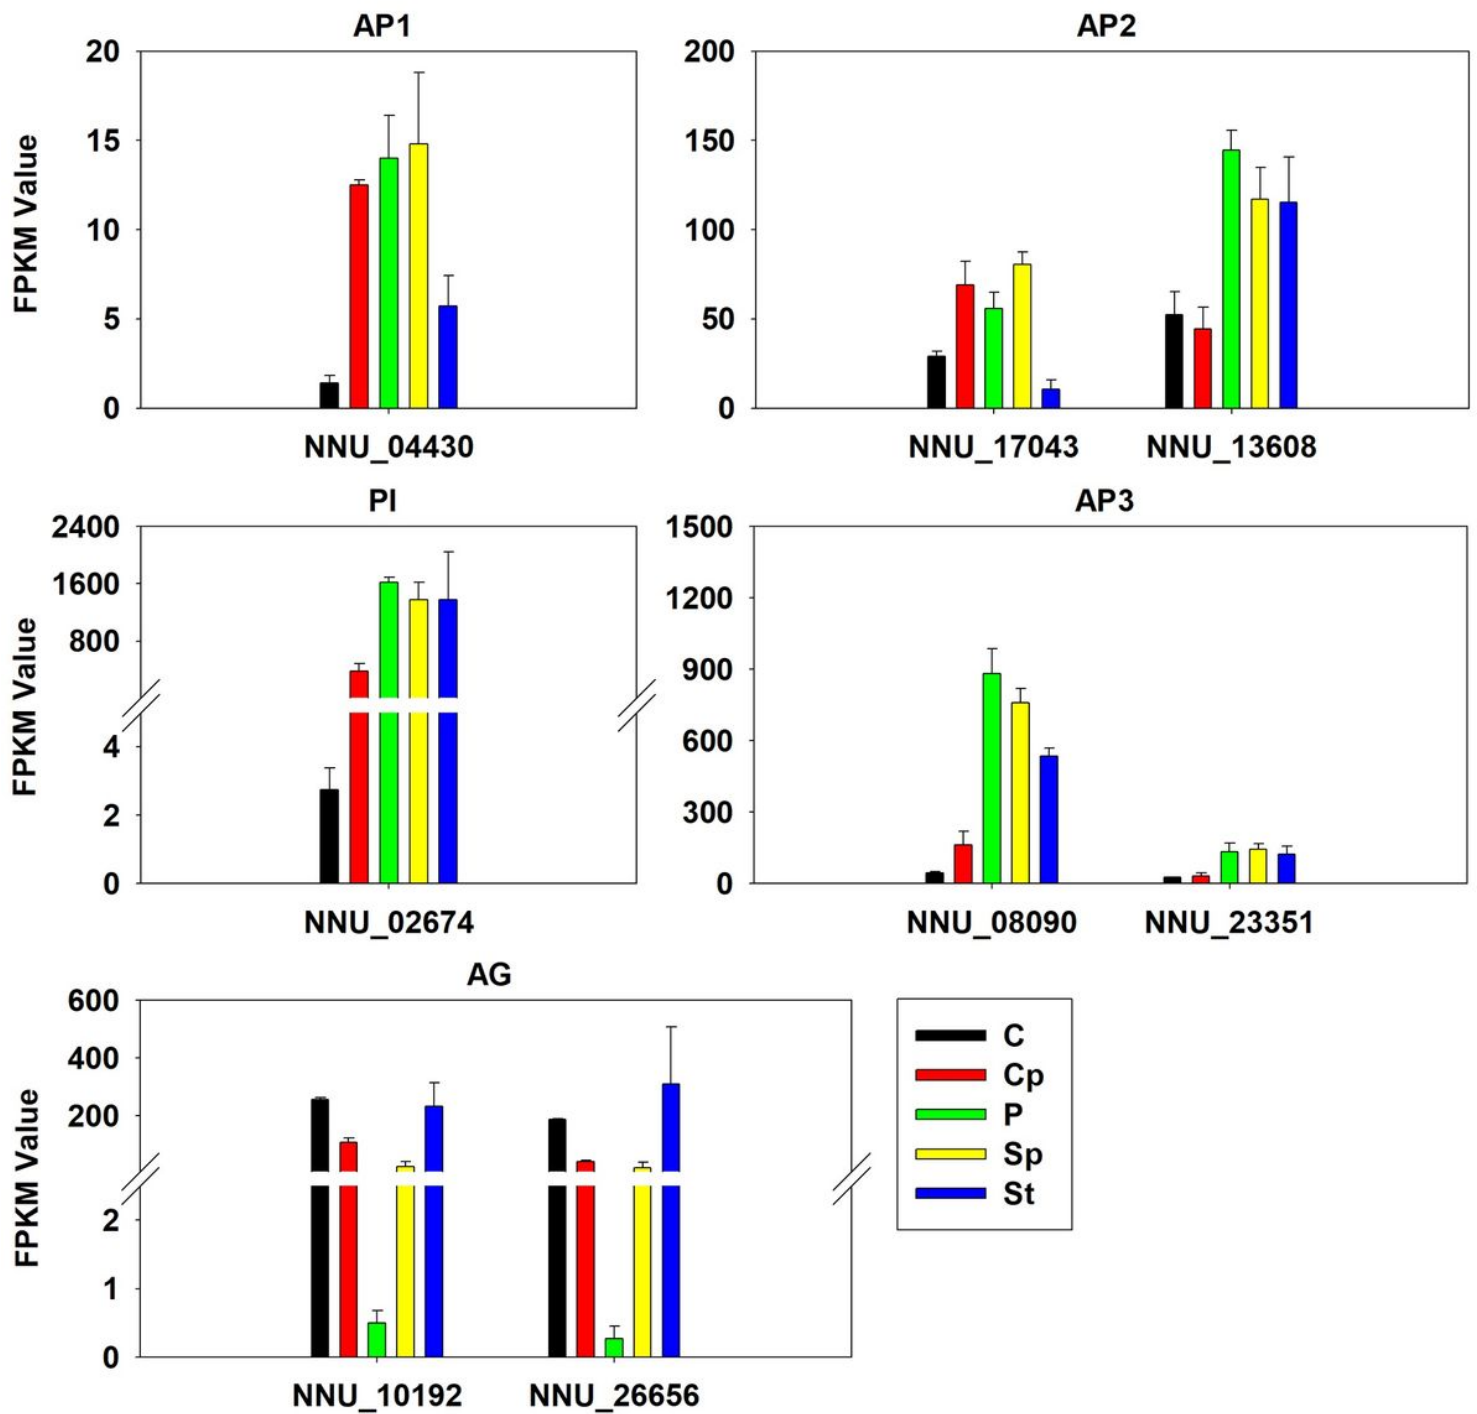 AP1
20
15
10
5
0
FPKM Value
NNU_04430
AP2
200
150
100
50
0
NNU_17043 NNU_13608
PI
2400
1600
800
4
2
0
FPKM Value
NNU_02674
AP3
1500
1200
900
600
300
0
NNU_08090 NNU_23351
AG
600
400
200
2
1
0
FPKM Value
NNU_10192 NNU_26656
C
Cp
P
Sp
St